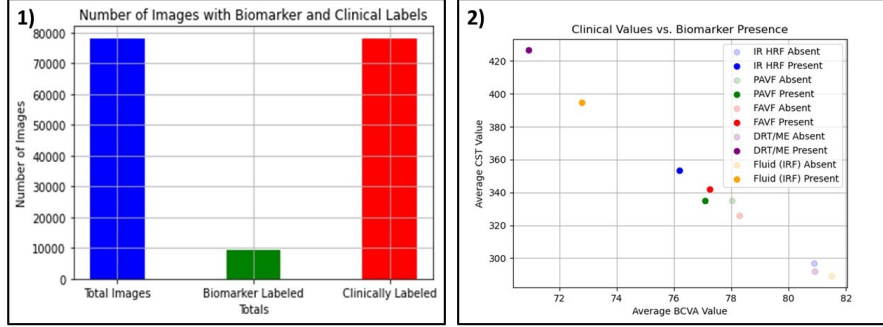 1)
Number of Images with Biomarker and Clinical Labels
80000
70000
60000
50000
40000
30000
20000
10000
0
Number of Images
Total Images
Biomarker Labeled
Clinically Labeled
Totals
2)
Clinical Values vs. Biomarker Presence
420
400
380
360
340
320
300
Average CST Value
IR HRF Absent
IR HRF Present
PAVF Absent
PAVF Present
FAVF Absent
FAVF Present
DRT/ME Absent
DRT/ME Present
Fluid (IRF) Absent
Fluid (IRF) Present
72 74 76 78 80 82
Average BCVA Value